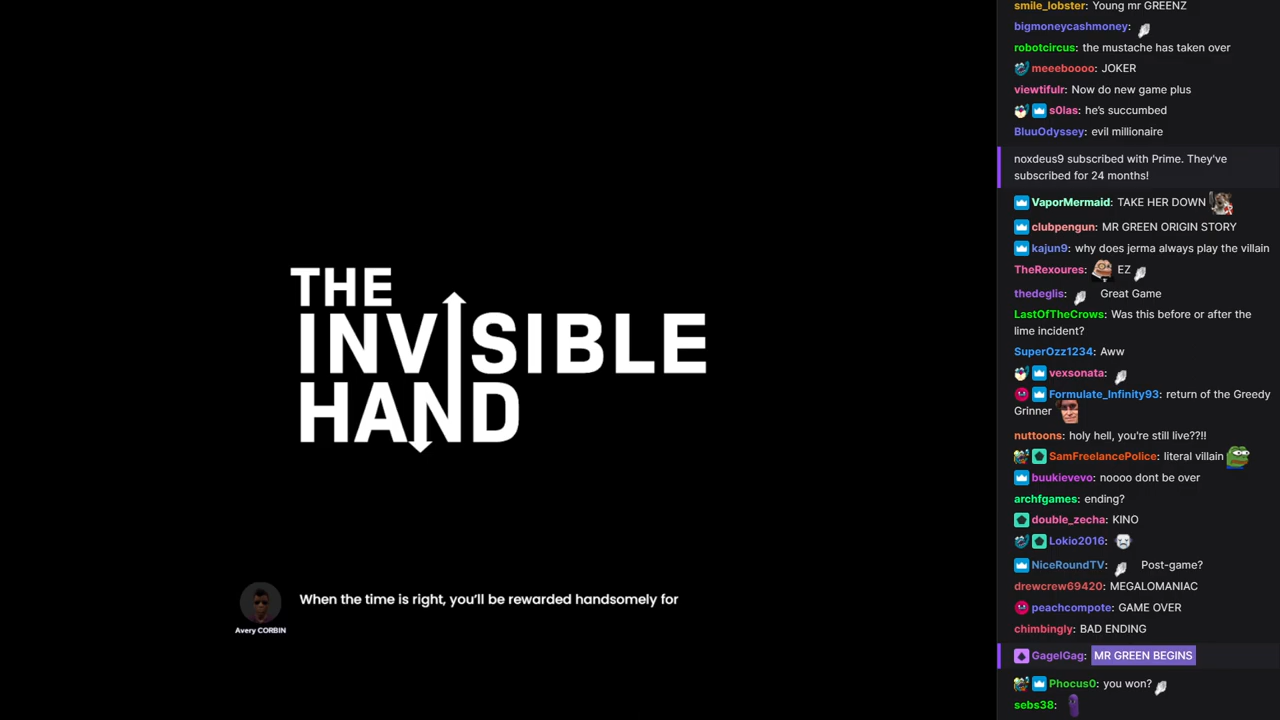 THE
INVISIBLE
HAND
When the time is right, you’ll be rewarded handsomely for
Avery CORBIN
smile_lobster: Young mr GREENZ
bigmoneycashmoney:
robotcircus: the mustache has taken over
meeeboooo: JOKER
viewtifulr: Now do new game plus
s0las: he's succumbed
BluuOdyssey: evil millionaire
noxdeus9 subscribed with Prime. They've
subscribed for 24 months!
VaporMermaid: TAKE HER DOWN
clubpengun: MR GREEN ORIGIN STORY
kajun9: why does jerma always play the villain
TheRexoures: EZ
thedeglis: Great Game
LastOfTheCrows: Was this before or after the
lime incident?
SuperOzz1234: Aww
vexsonata:
Formulate_Infinity93: return of the Greedy
Grinner
nuttoons: holy hell, you're still live??!!
SamFreelancePolice: literal villain
buukievevo: noooo dont be over
archfgames: ending?
double_zecha: KINO
Lokio2016:
NiceRoundTV: Post-game?
drewcrew69420: MEGALOMANIAC
peachcompote: GAME OVER
chimbingly: BAD ENDING
GagelGag: MR GREEN BEGINS
Phocus0: you won?
sebs38: